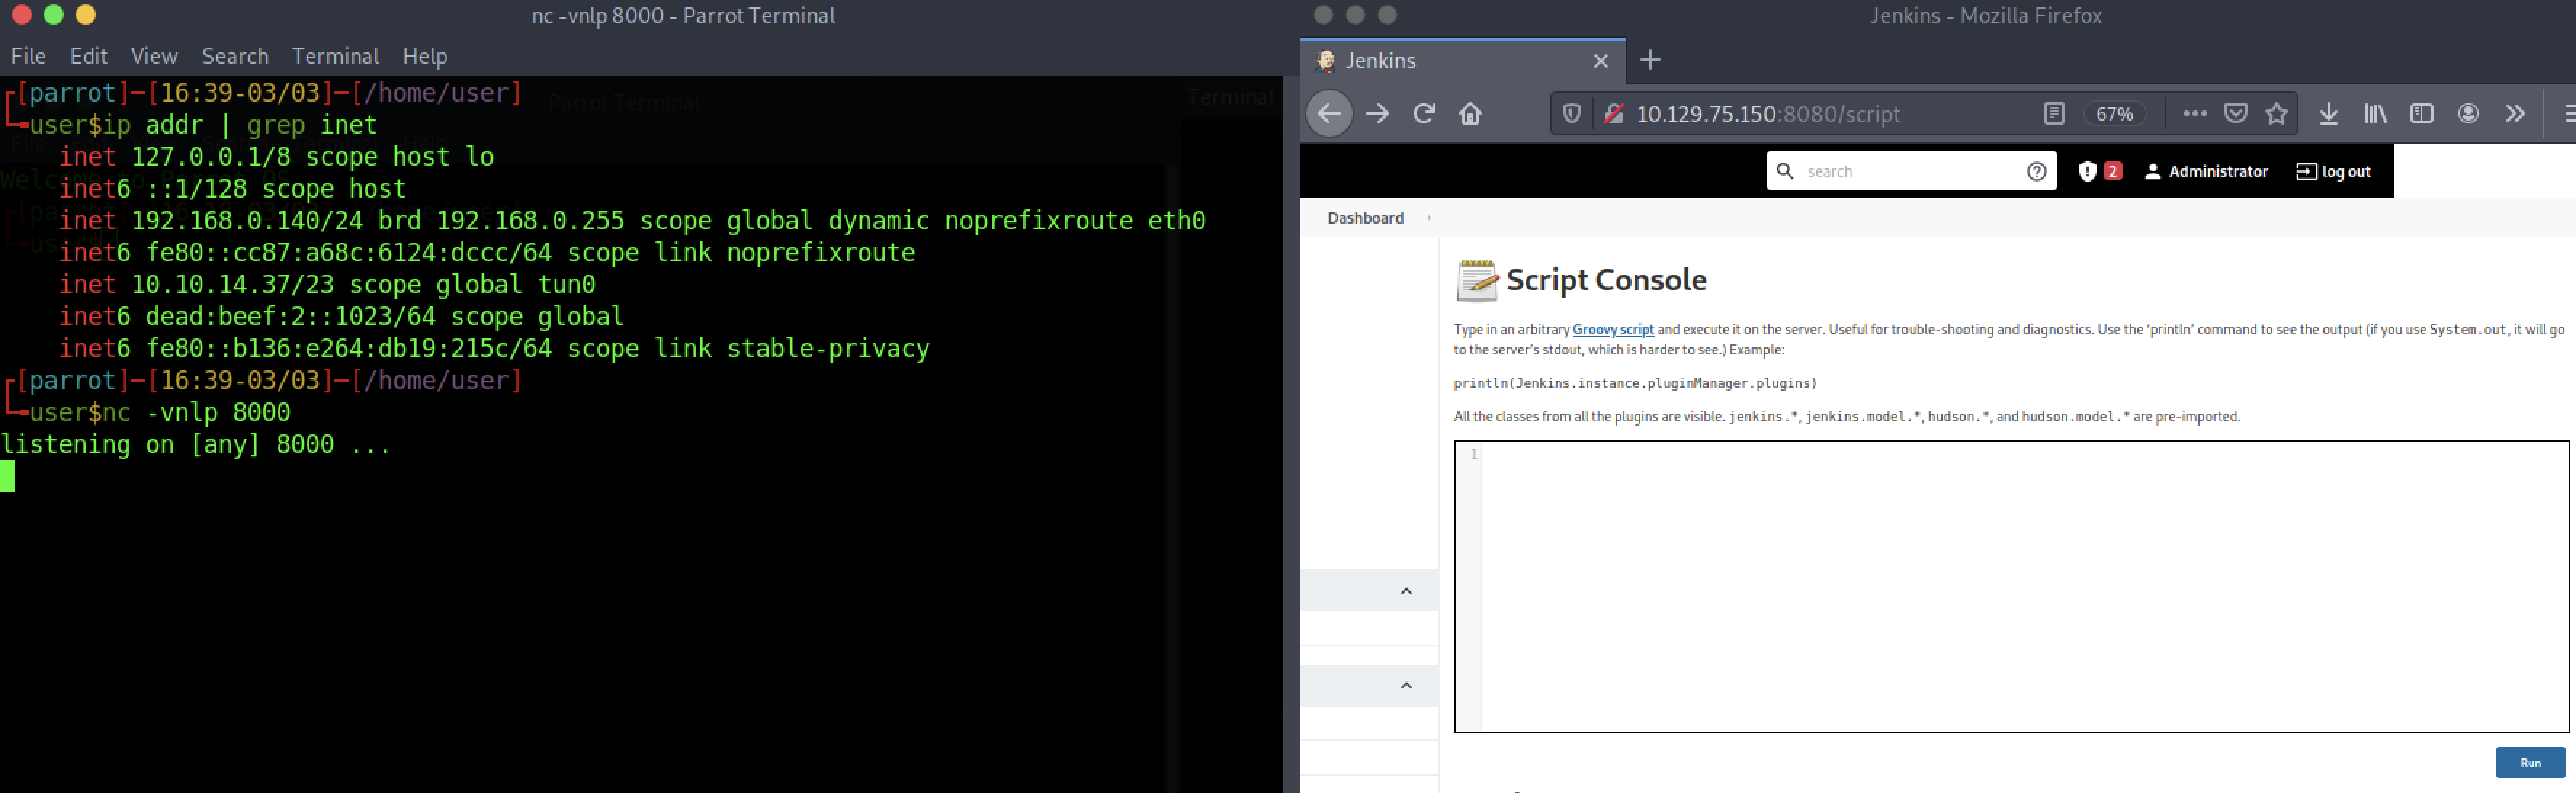 nc -vnlp 8000 - Parrot Terminal
File Edit View Search Terminal Help
[parrot]─[16:39-03/03]─[/home/user]
user$ip addr | grep inet
inet 127.0.0.1/8 scope host lo
inet6 ::1/128 scope host
inet 192.168.0.140/24 brd 192.168.0.255 scope global dynamic noprefixroute eth0
inet6 fe80::cc87:a68c:6124:dccc/64 scope link noprefixroute
inet 10.10.14.37/23 scope global tun0
inet6 dead:beef:2::1023/64 scope global
inet6 fe80::b136:e264:db19:215c/64 scope link stable-privacy
[parrot]─[16:39-03/03]─[/home/user]
user$nc -vnlp 8000
listening on [any] 8000 ...
Jenkins - Mozilla Firefox
Jenkins
10.129.75.150:8080/script
67%
search
2
Administrator
log out
Dashboard
Script Console
Type in an arbitrary Groovy script and execute it on the server. Useful for trouble-shooting and diagnostics. Use the ‘println’ command to see the output (if you use System.out, it will go
to the server’s stdout, which is harder to see.) Example:
println(Jenkins.instance.pluginManager.plugins)
All the classes from all the plugins are visible. jenkins.*, jenkins.model.*, hudson.*, and hudson.model.* are pre-imported.
1
Run